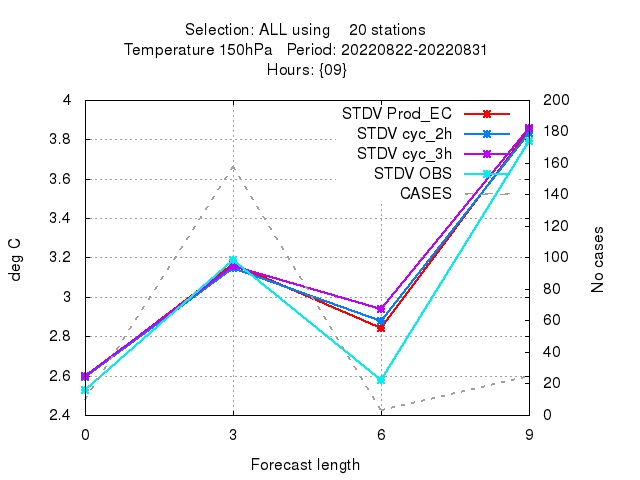 Selection: ALL using 20 stations
Temperature 150hPa Period: 20220822-20220831
Hours: {09}
STDV Prod_EC
STDV cyc_2h
STDV cyc_3h
STDV OBS
CASES
4
3.8
3.6
3.4
3.2
3
2.8
2.6
2.4
deg C
200
180
160
140
120
100
80
60
40
20
0
No cases
0 3 6 9
Forecast length